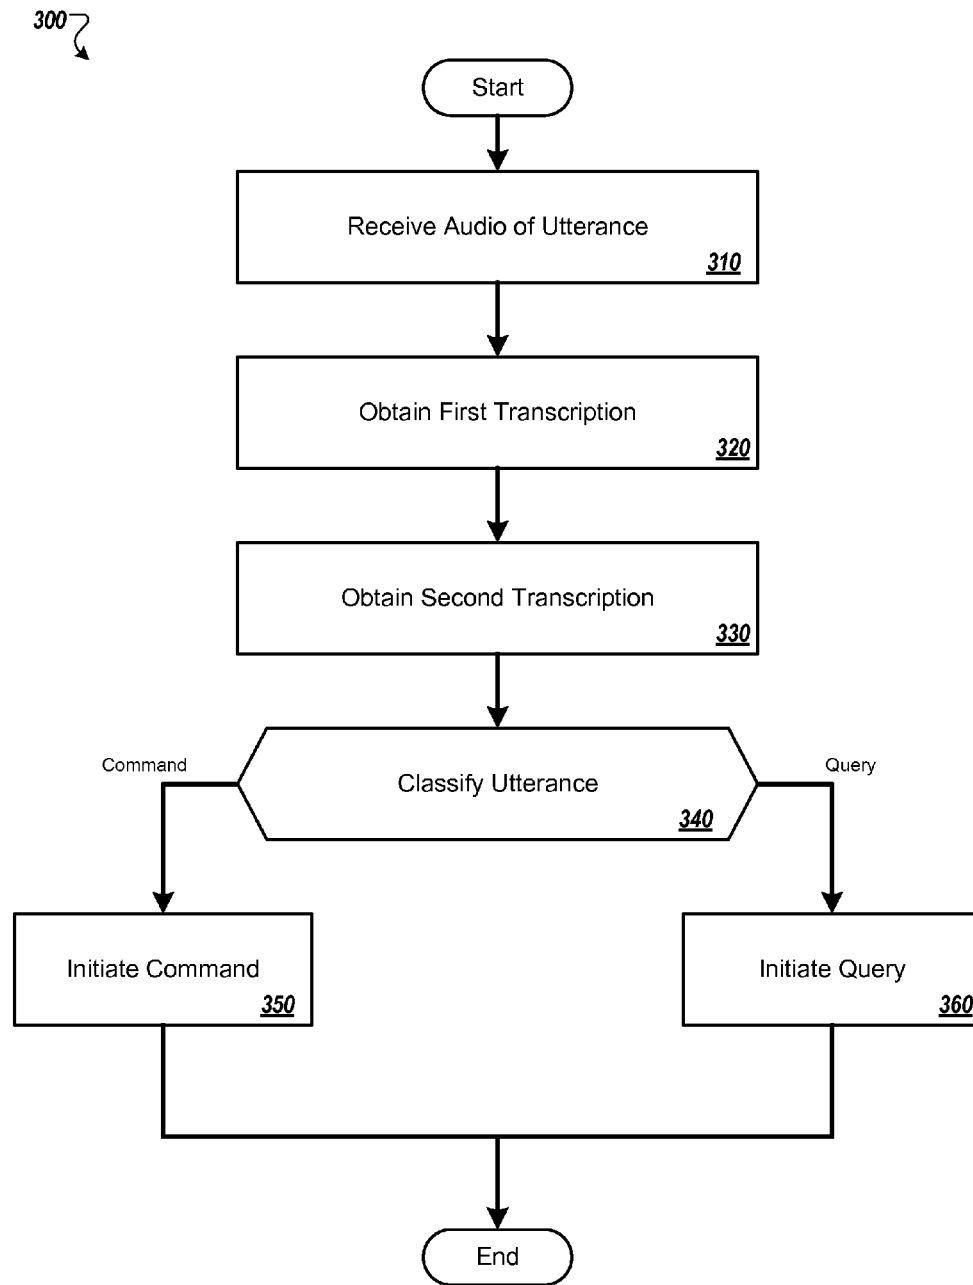 300
Start
Receive Audio of Utterance
310
Obtain First Transcription
320
Obtain Second Transcription
330
Command
Query
Classify Utterance
340
Initiate Command
350
Initiate Query
360
End